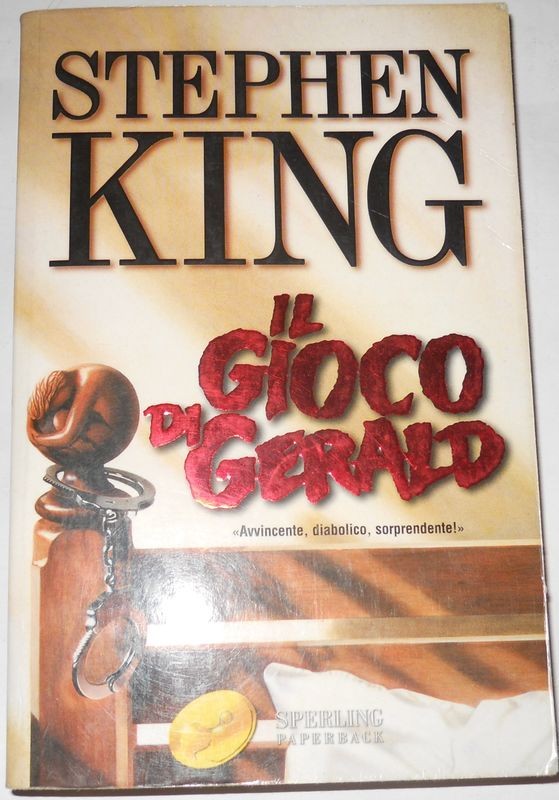 STEPHEN
KING
IL
GIOCO
DI GERALD
«Avvincente, diabolico, sorprendente!»
SPERLING
PAPERBACK